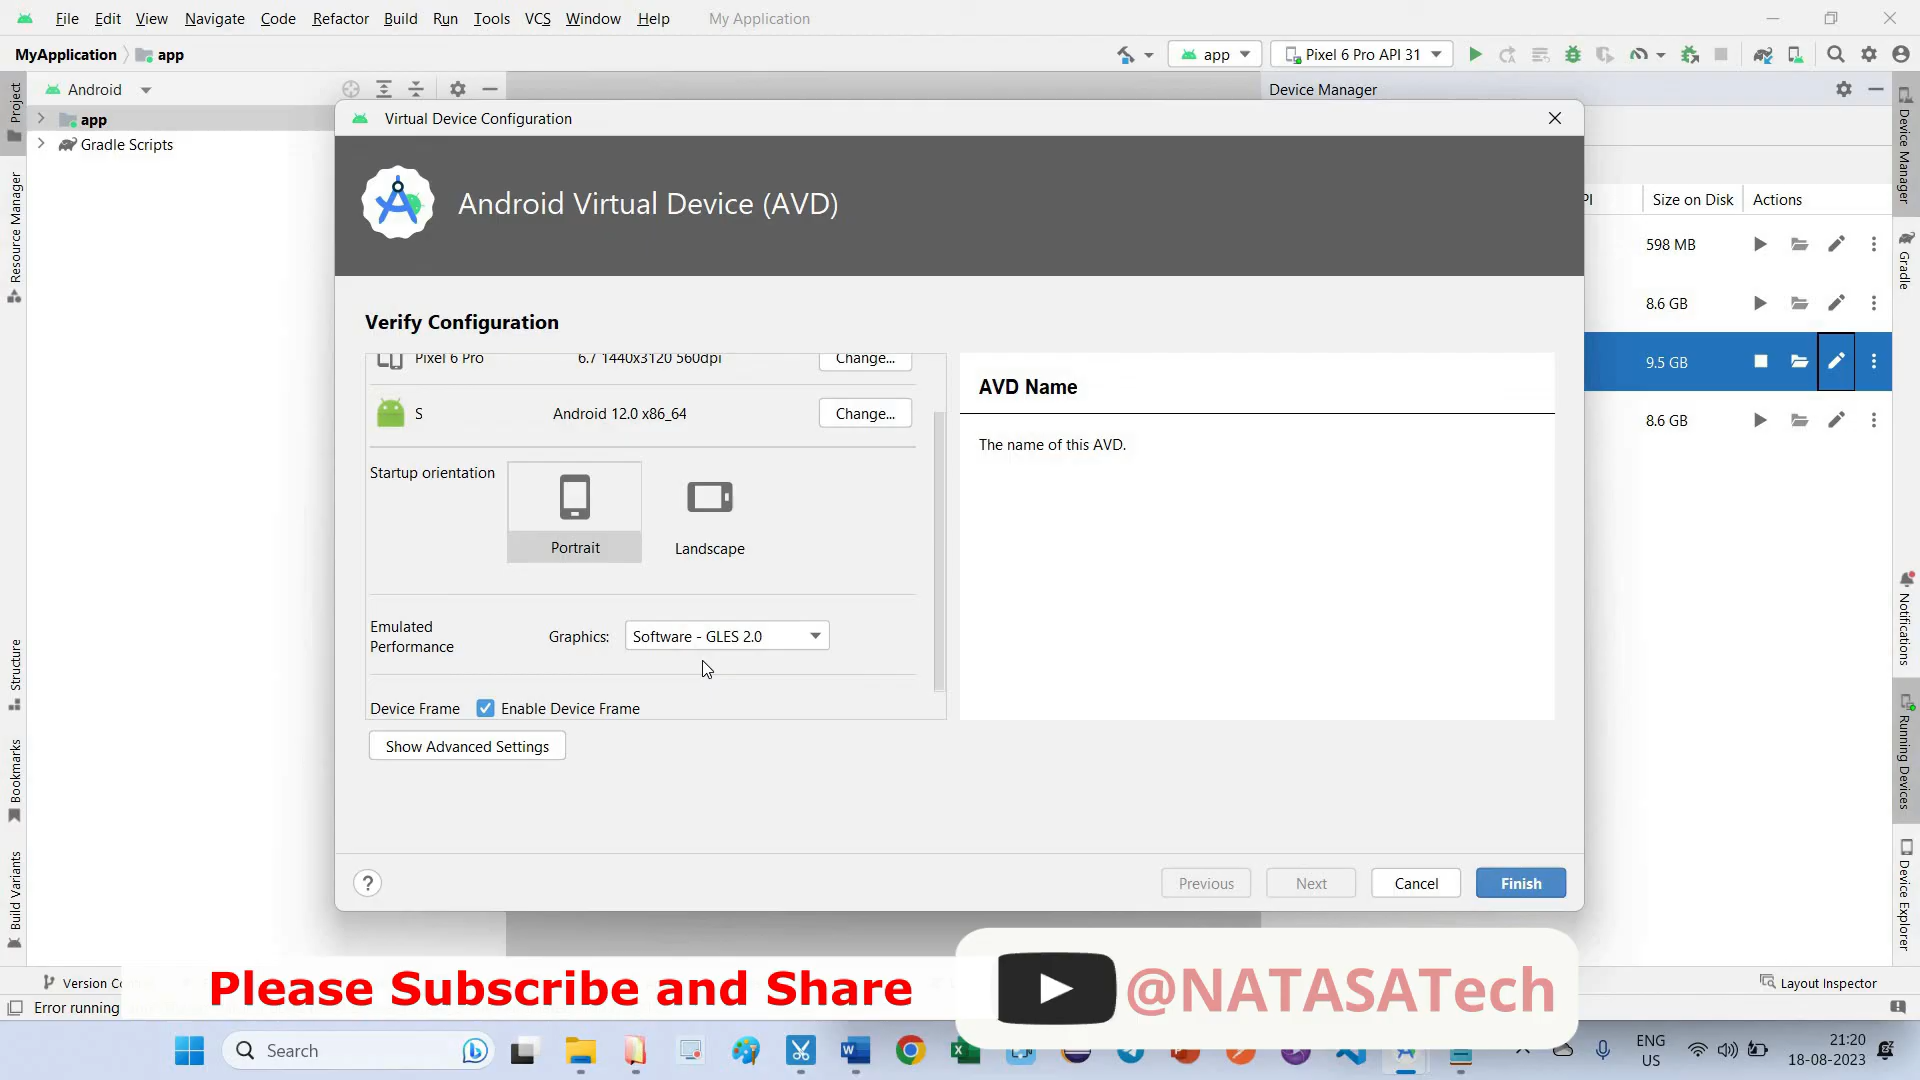 File Edit View Navigate Code Refactor Build Run Tools VCS Window Help My Application
MyApplication app
app Pixel 6 Pro API 31
Android
Device Manager
Project
app
Gradle Scripts
Resource Manager
Structure
Bookmarks
Build Variants
Virtual Device Configuration
Android Virtual Device (AVD)
Verify Configuration
Pixel 6 Pro 6.7 1440x3120 560dpi Change...
S Android 12.0 x86_64 Change...
Startup orientation
Portrait
Landscape
Emulated Performance
Graphics: Software - GLES 2.0
Device Frame Enable Device Frame
Show Advanced Settings
AVD Name
The name of this AVD.
? Previous Next Cancel Finish
Size on Disk Actions
598 MB
8.6 GB
9.5 GB
8.6 GB
Device Manager
Gradle
Notifications
Running Devices
Device Explorer
Version
Layout Inspector
Error running
Please Subscribe and Share
@NATASATech
Search
ENG
US
21:20
18-08-2023